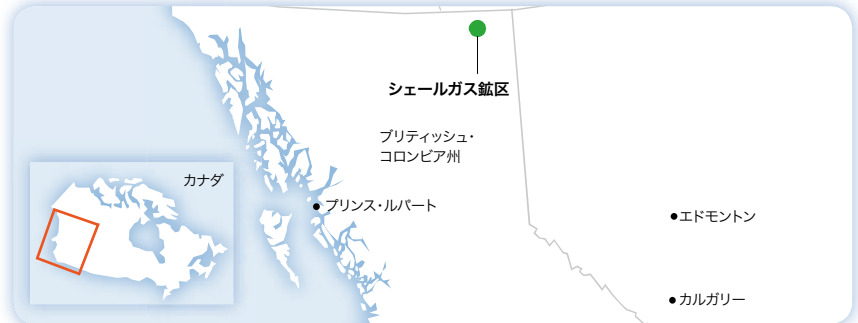 シェールガス鉱区
ブリティッシュ・
コロンビア州
カナダ
プリンス・ルパート
エドモントン
カルガリー